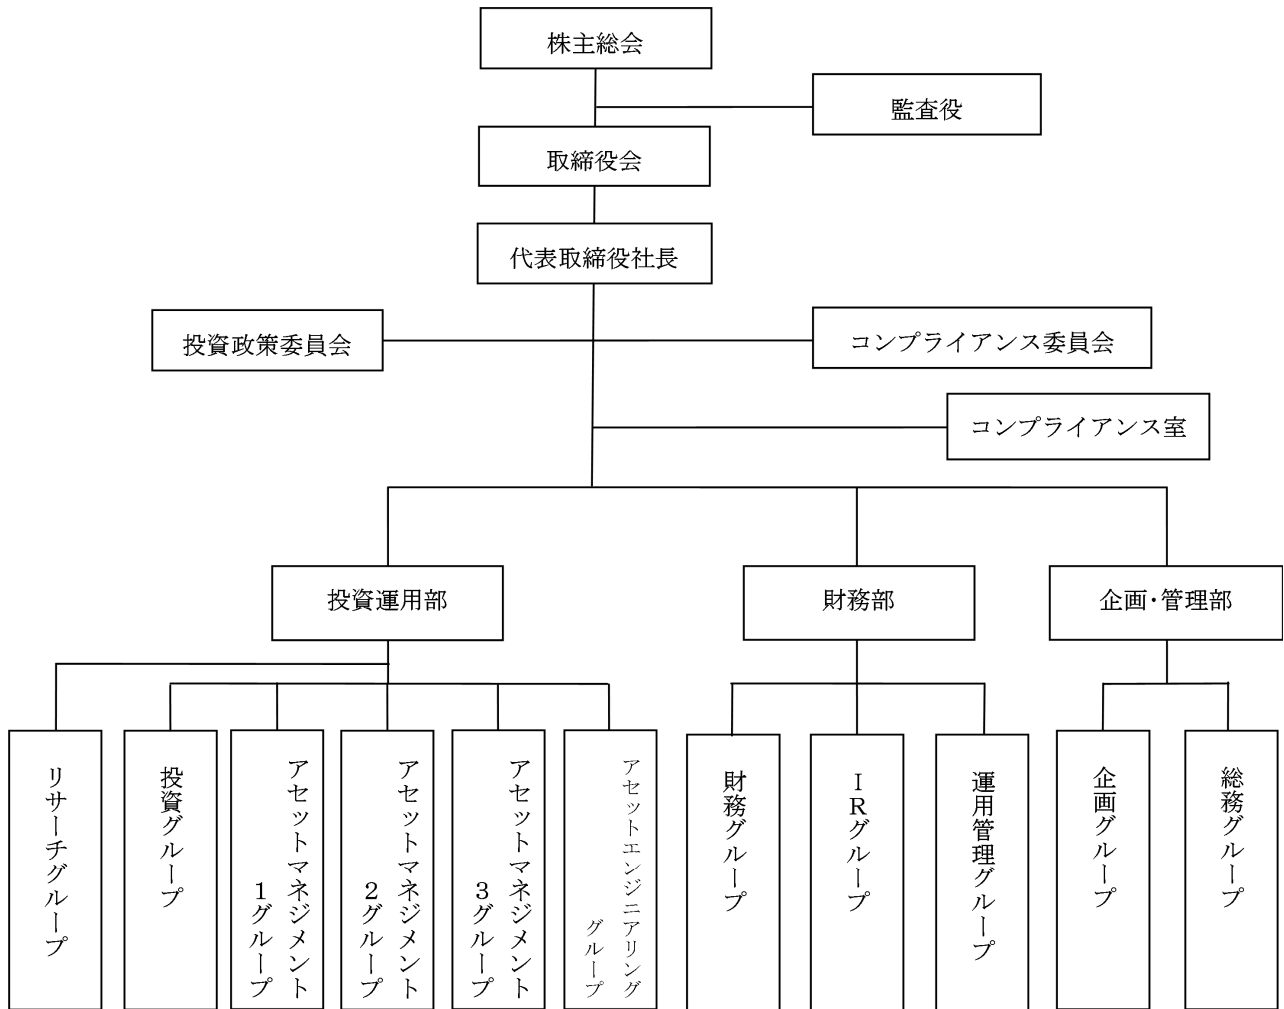 株主総会
監査役
取締役会
代表取締役社長
投資政策委員会
コンプライアンス委員会
コンプライアンス室
投資運用部
財務部
企画・管理部
リサーチグループ
投資グループ
アセットマネジメント
1グループ
アセットマネジメント
2グループ
アセットマネジメント
3グループ
アセットエンジニアリング
グループ
財務グループ
IRグループ
運用管理グループ
企画グループ
総務グループ